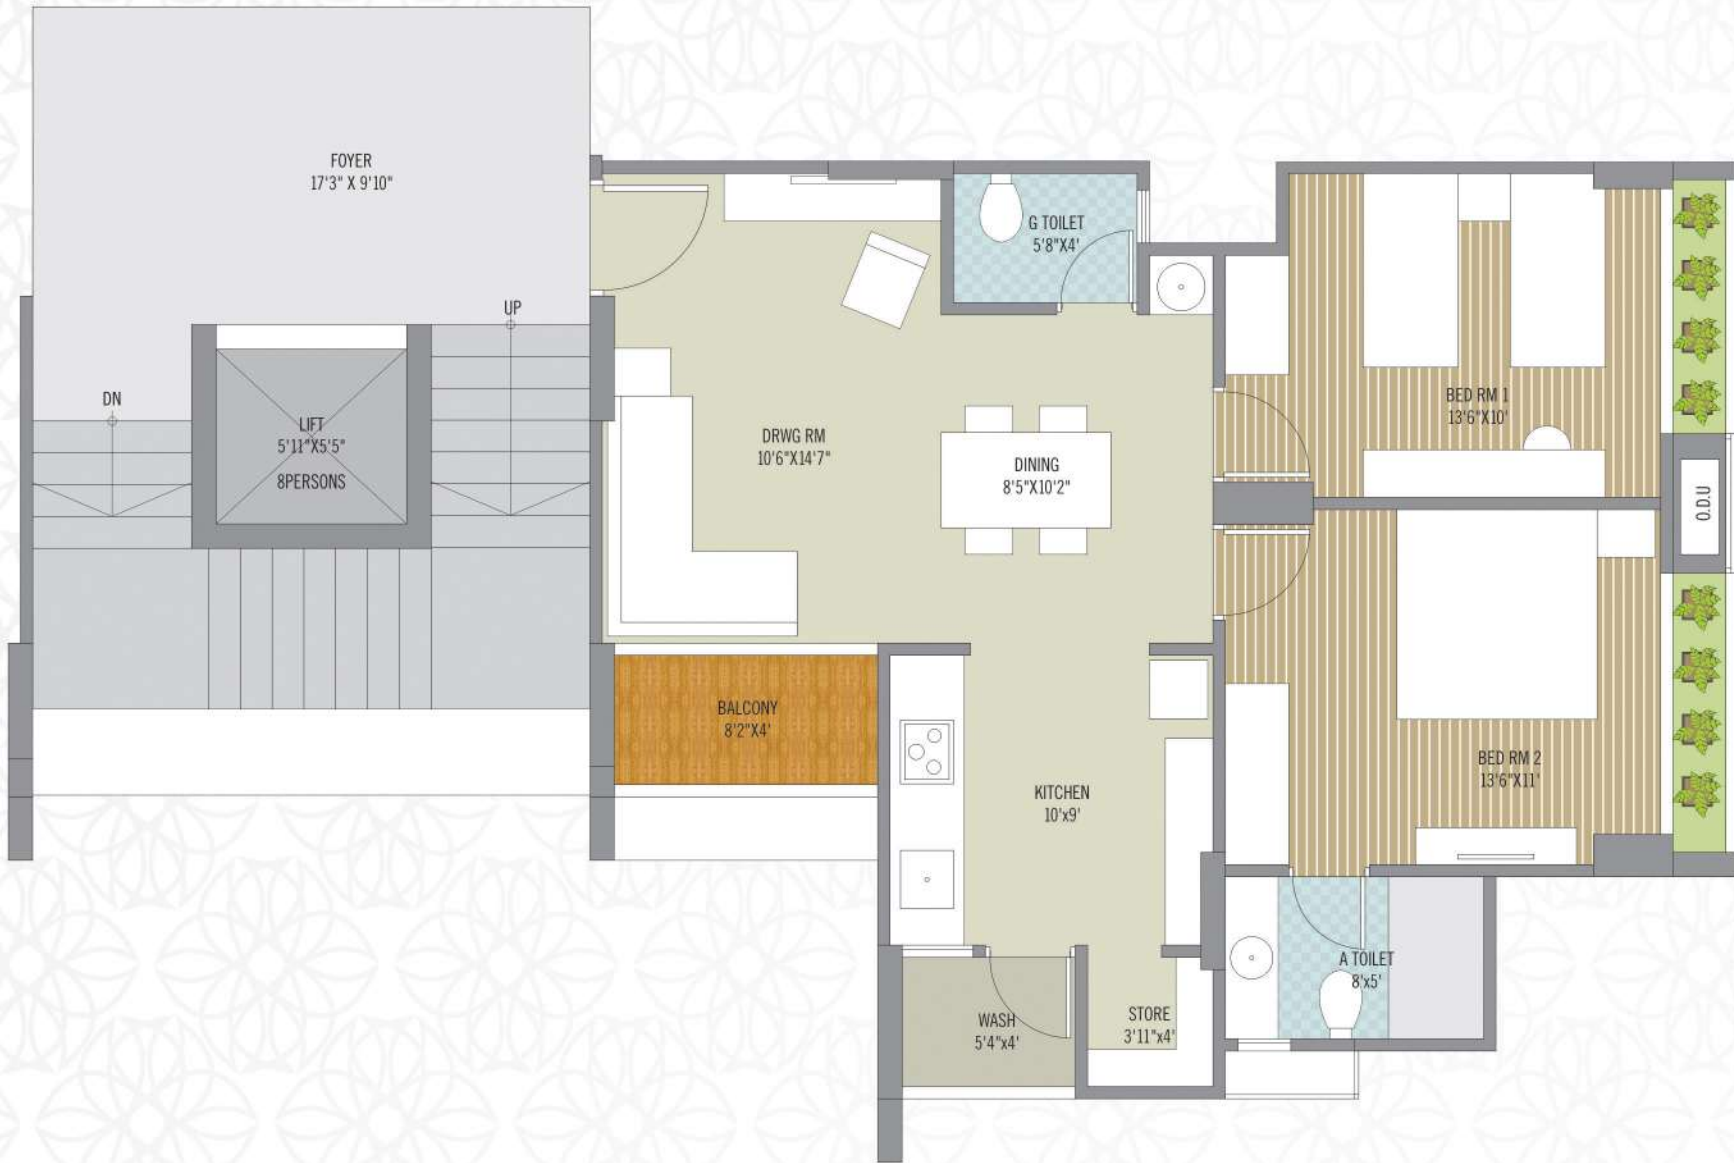 FOYER
17'3" X 9'10"
G TOILET
5'8"X4'
UP
DN
LIFT
5'11"X5'5"
8PERSONS
DRWG RM
10'6"X14'7"
DINING
8'5"X10'2"
BED RM 1
13'6"X10'
O.D.U
BALCONY
8'2"X4'
KITCHEN
10'x9'
BED RM 2
13'6"X11'
A TOILET
8'x5'
WASH
5'4"x4'
STORE
3'11"x4'